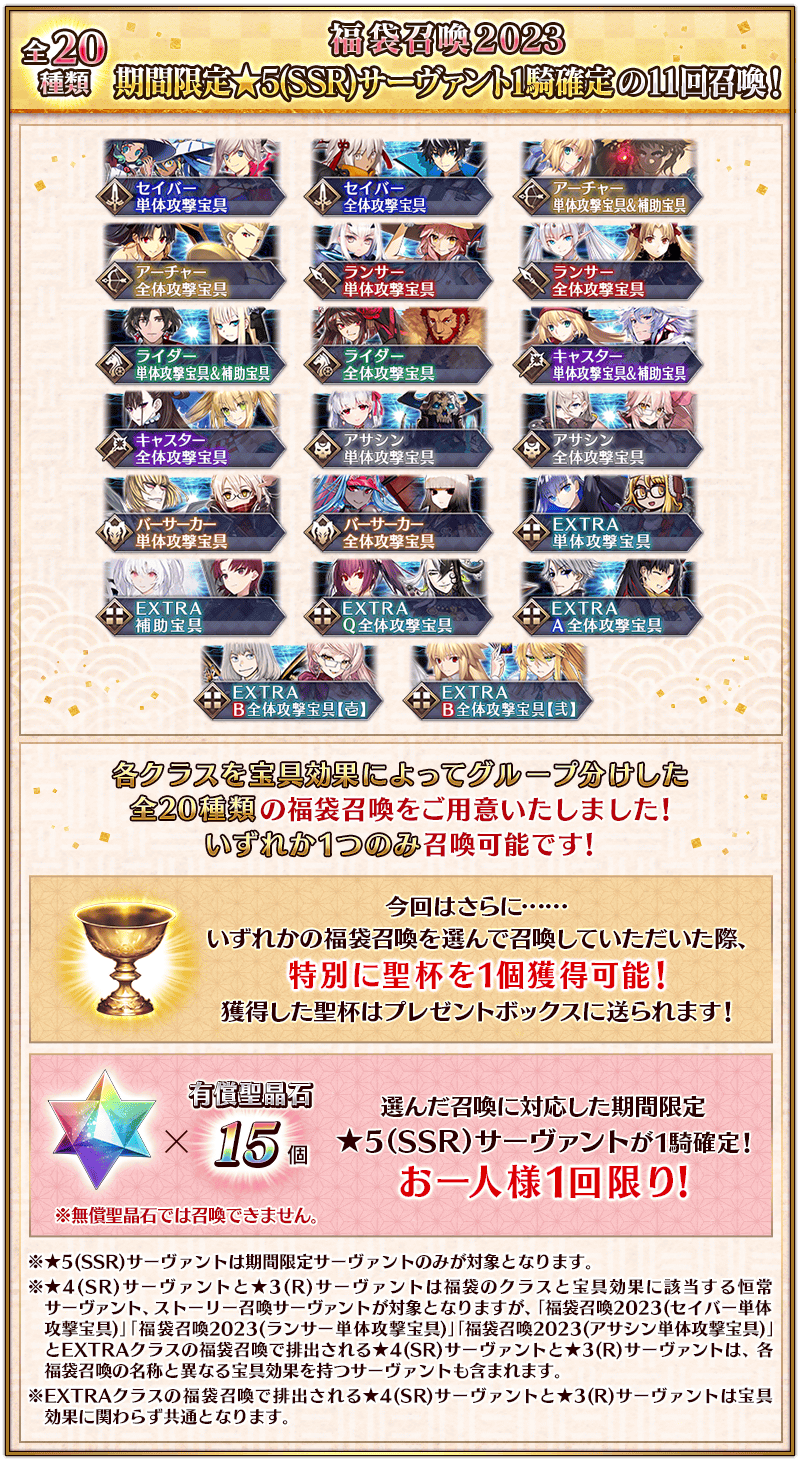 全20種類
福袋召喚2023
期間限定★5(SSR)サーヴァント1騎確定の11回召喚!
セイバー
単体攻撃宝具
セイバー
全体攻撃宝具
アーチャー
単体攻撃宝具&補助宝具
アーチャー
全体攻撃宝具
ランサー
単体攻撃宝具
ランサー
全体攻撃宝具
ライダー
単体攻撃宝具&補助宝具
ライダー
全体攻撃宝具
キャスター
単体攻撃宝具&補助宝具
キャスター
全体攻撃宝具
アサシン
単体攻撃宝具
アサシン
全体攻撃宝具
バーサーカー
単体攻撃宝具
バーサーカー
全体攻撃宝具
EXTRA
単体攻撃宝具
EXTRA
補助宝具
EXTRA
Q全体攻撃宝具
EXTRA
A全体攻撃宝具
EXTRA
B全体攻撃宝具【壱】
EXTRA
B全体攻撃宝具【弐】
各クラスを宝具効果によってグループ分けした
全20種類の福袋召喚をご用意いたしました!
いずれか1つのみ召喚可能です!
今回はさらに……
いずれかの福袋召喚を選んで召喚していただいた際、
特別に聖杯を1個獲得可能!
獲得した聖杯はプレゼントボックスに送られます!
有償聖晶石
×15個
※無償聖晶石では召喚できません。
選んだ召喚に対応した期間限定
★5(SSR)サーヴァントが1騎確定!
お一人様1回限り!
※★5(SSR)サーヴァントは期間限定サーヴァントのみが対象となります。
※★4(SR)サーヴァントと★3(R)サーヴァントは福袋のクラスと宝具効果に該当する恒常
サーヴァント、ストーリー召喚サーヴァントが対象となりますが、「福袋召喚2023(セイバー単体
攻撃宝具)」「福袋召喚2023(ランサー単体攻撃宝具)」「福袋召喚2023(アサシン単体攻撃宝具)」
とEXTRAクラスの福袋召喚で排出される★4(SR)サーヴァントと★3(R)サーヴァントは、各
福袋召喚の名称と異なる宝具効果を持つサーヴァントも含まれます。
※EXTRAクラスの福袋召喚で排出される★4(SR)サーヴァントと★3(R)サーヴァントは宝具
効果に関わらず共通となります。